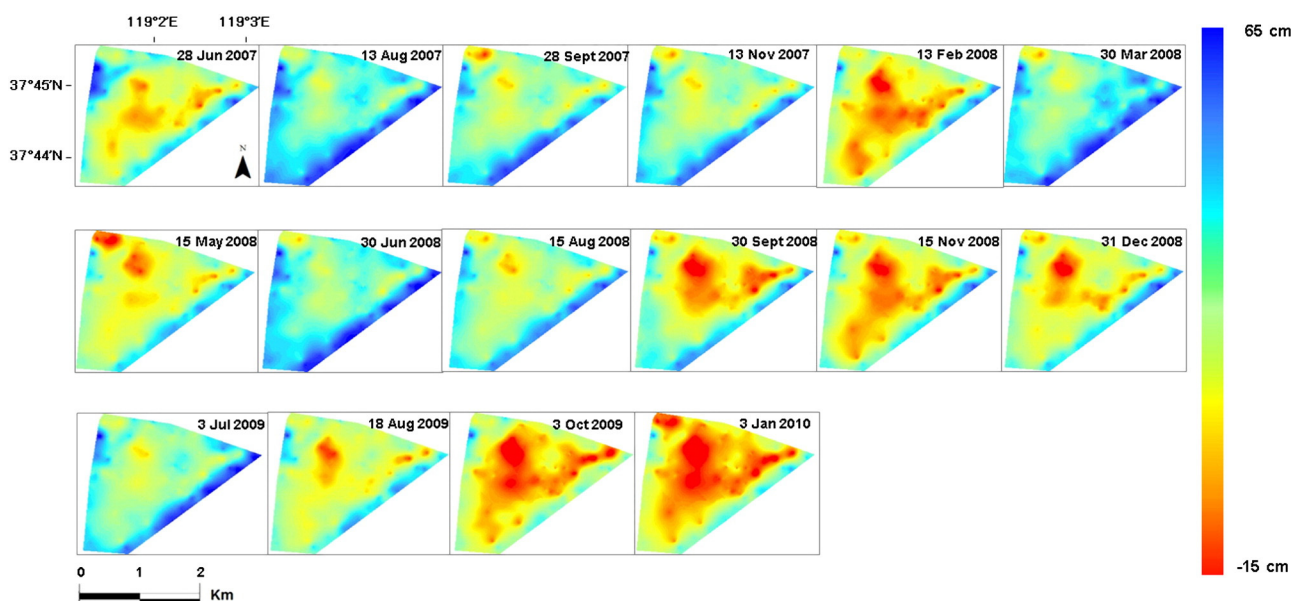 119°2'E 119°3'E
65 cm
28 Jun 2007 13 Aug 2007 28 Sept 2007 13 Nov 2007 13 Feb 2008 30 Mar 2008
37°45'N
N
37°44'N
15 May 2008 30 Jun 2008 15 Aug 2008 30 Sept 2008 15 Nov 2008 31 Dec 2008
3 Jul 2009 18 Aug 2009 3 Oct 2009 3 Jan 2010
-15 cm
0 1 2
Km